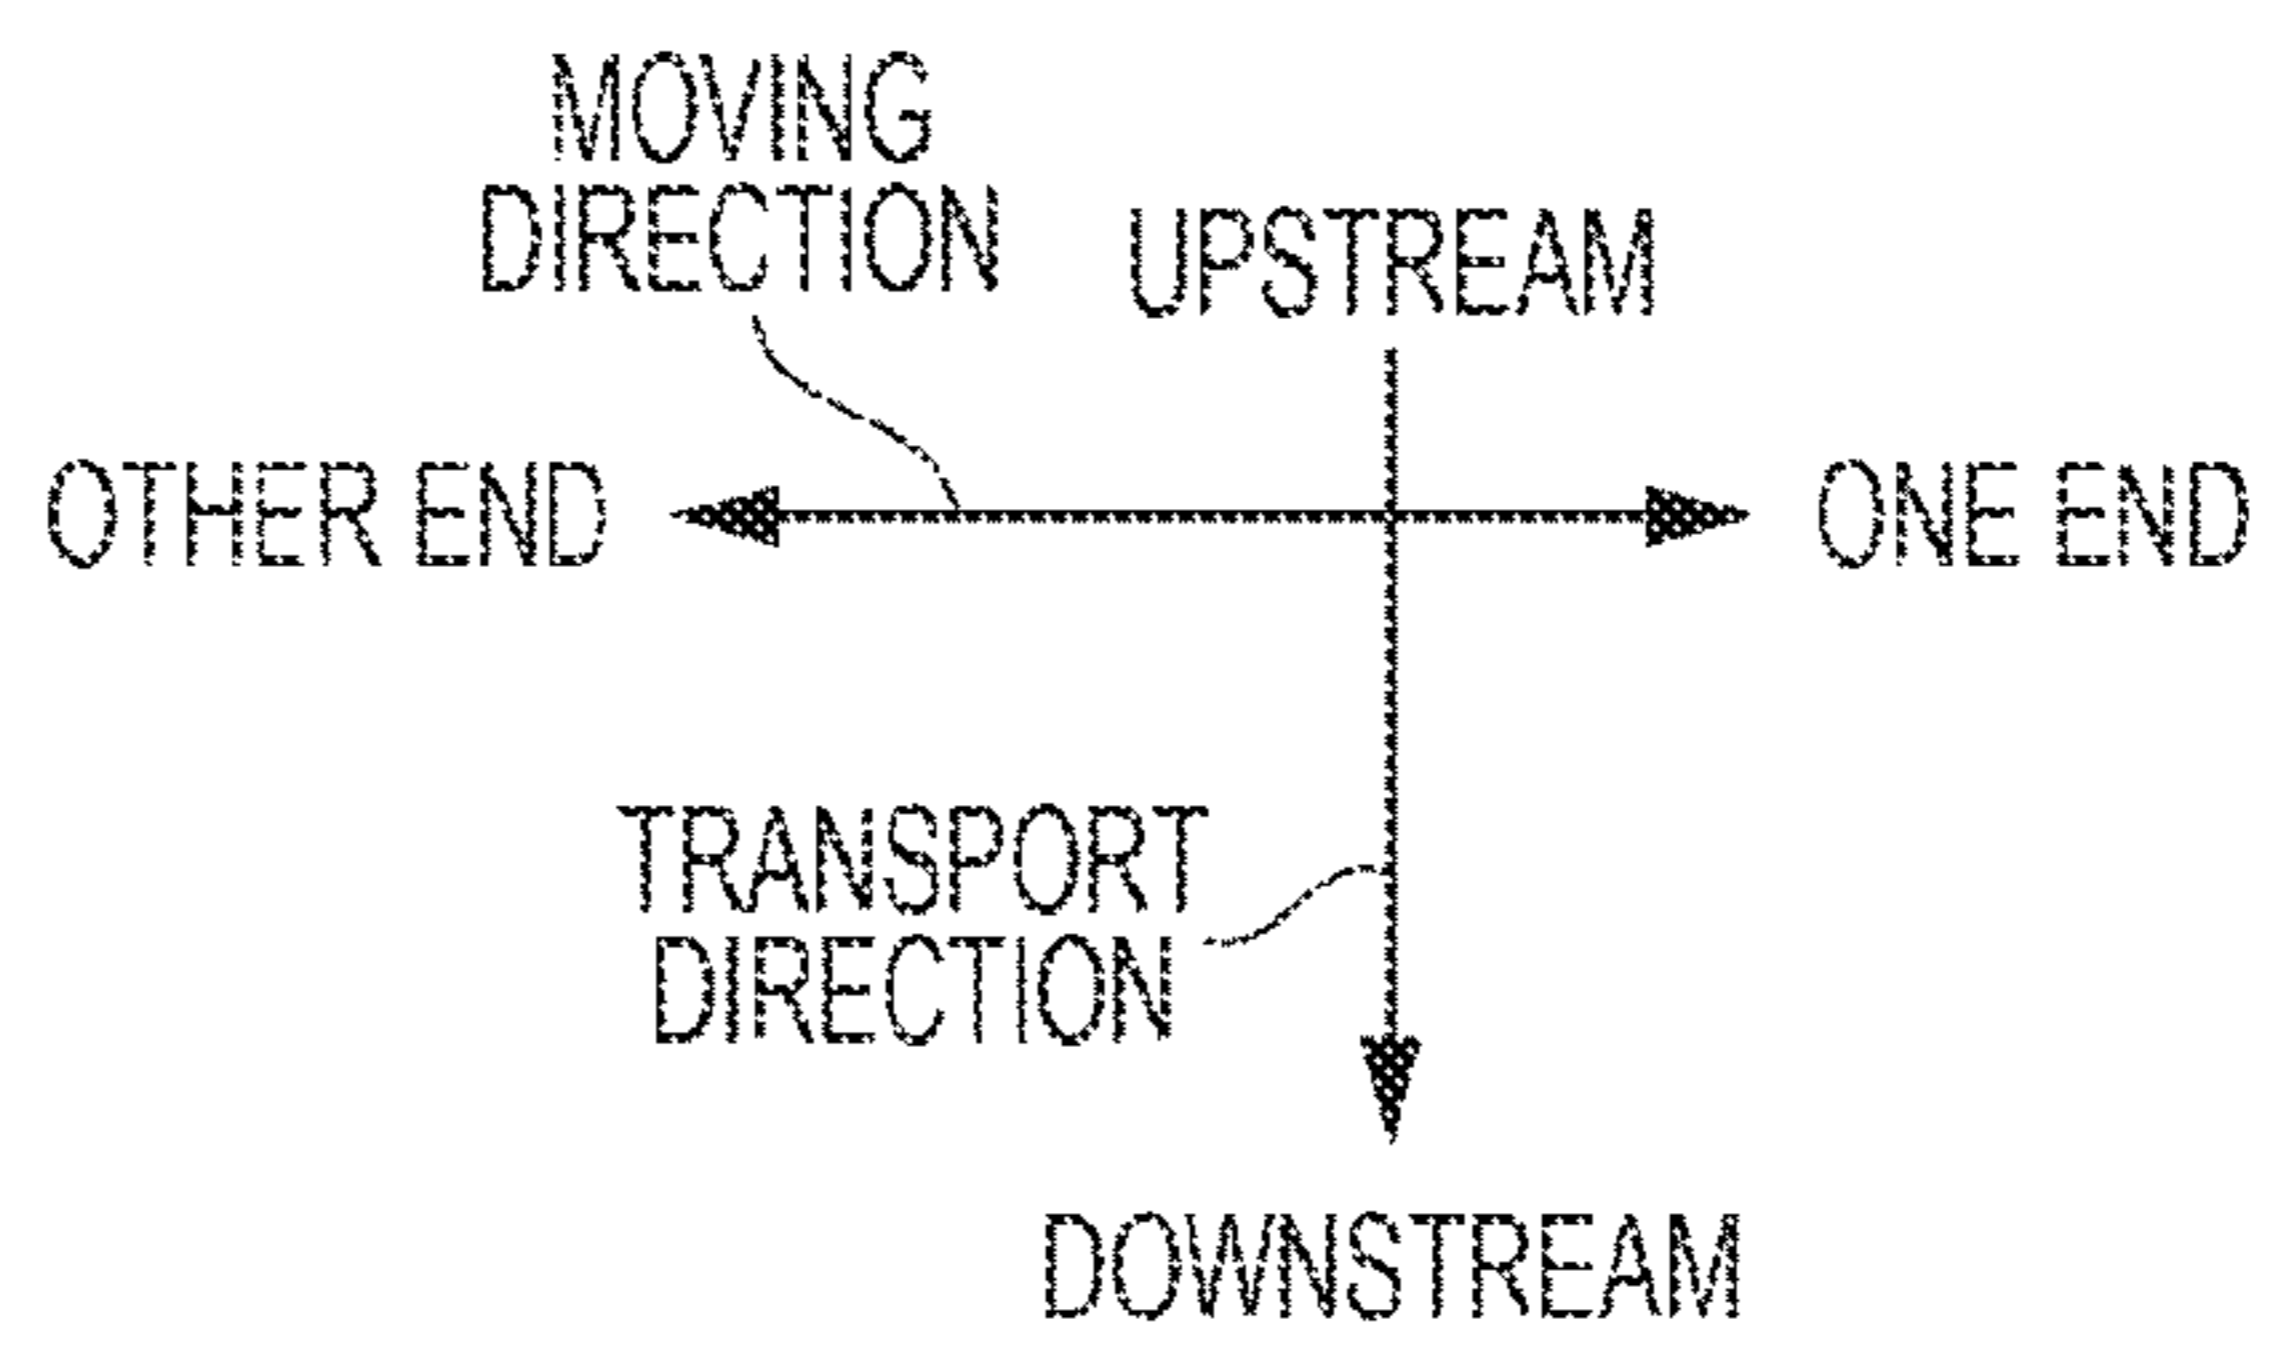 MOVING
DIRECTION
UPSTREAM
OTHER END
ONE END
TRANSPORT
DIRECTION
DOWNSTREAM